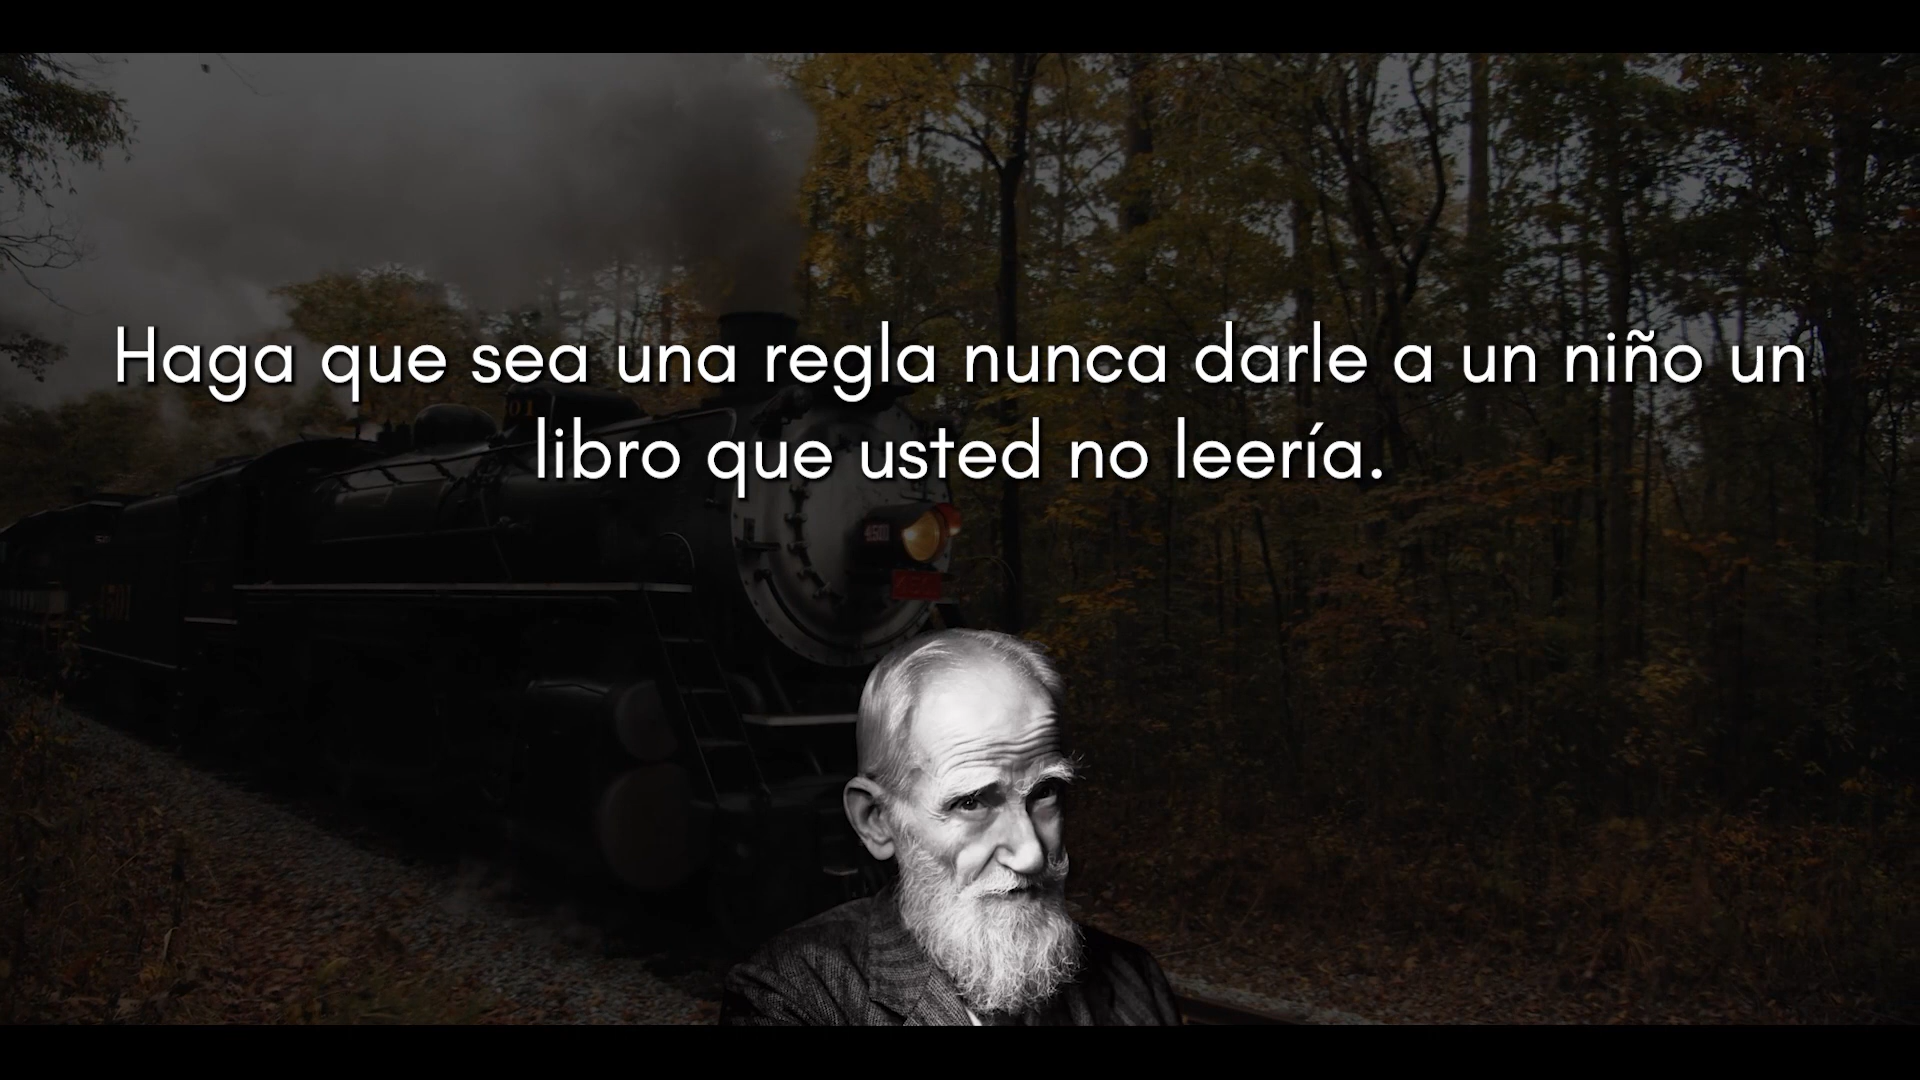 Haga que sea una regla nunca darle a un niño un
libro que usted no leería.